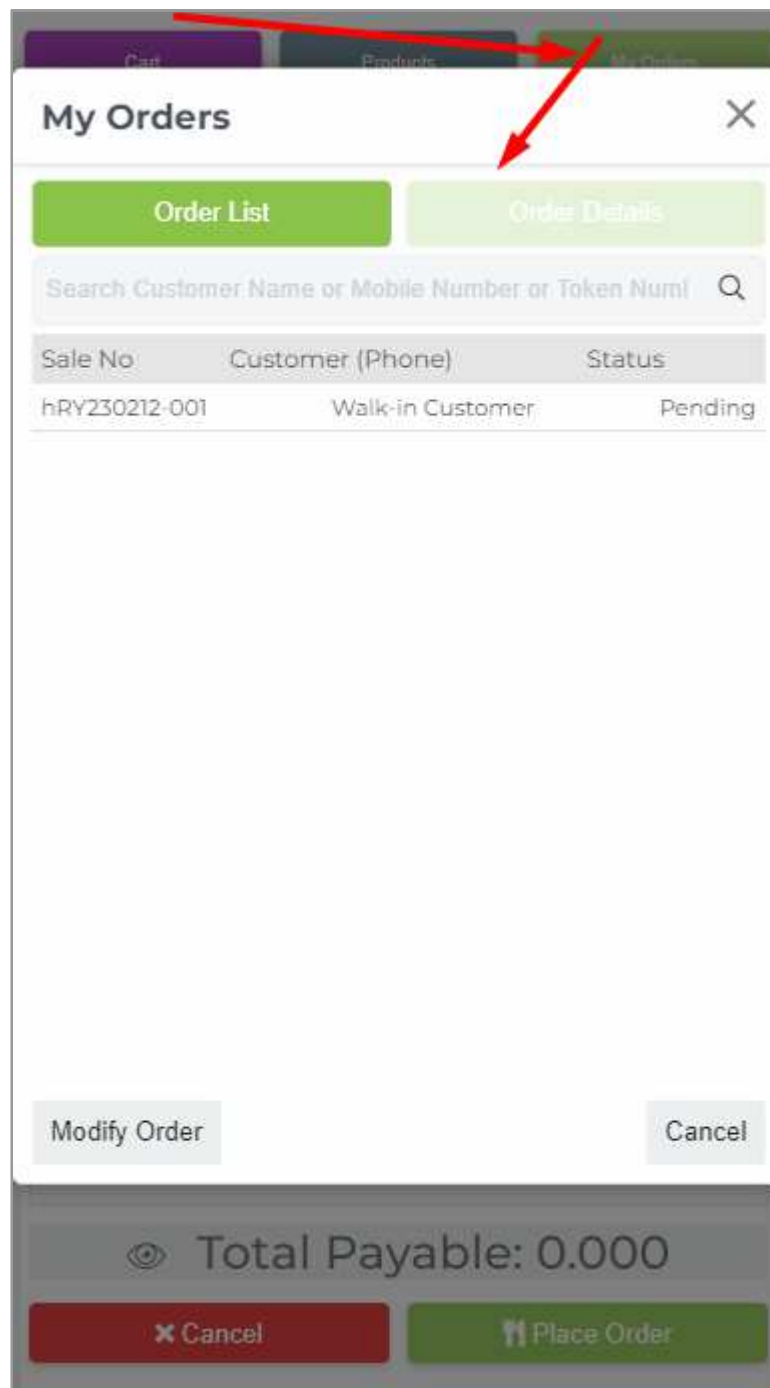 Cart Products My Orders
My Orders
Order List Order Details
Search Customer Name or Mobile Number or Token Numl
Sale No Customer (Phone) Status
hRY230212-001 Walk-in Customer Pending
Modify Order Cancel
Total Payable: 0.000
Cancel Place Order